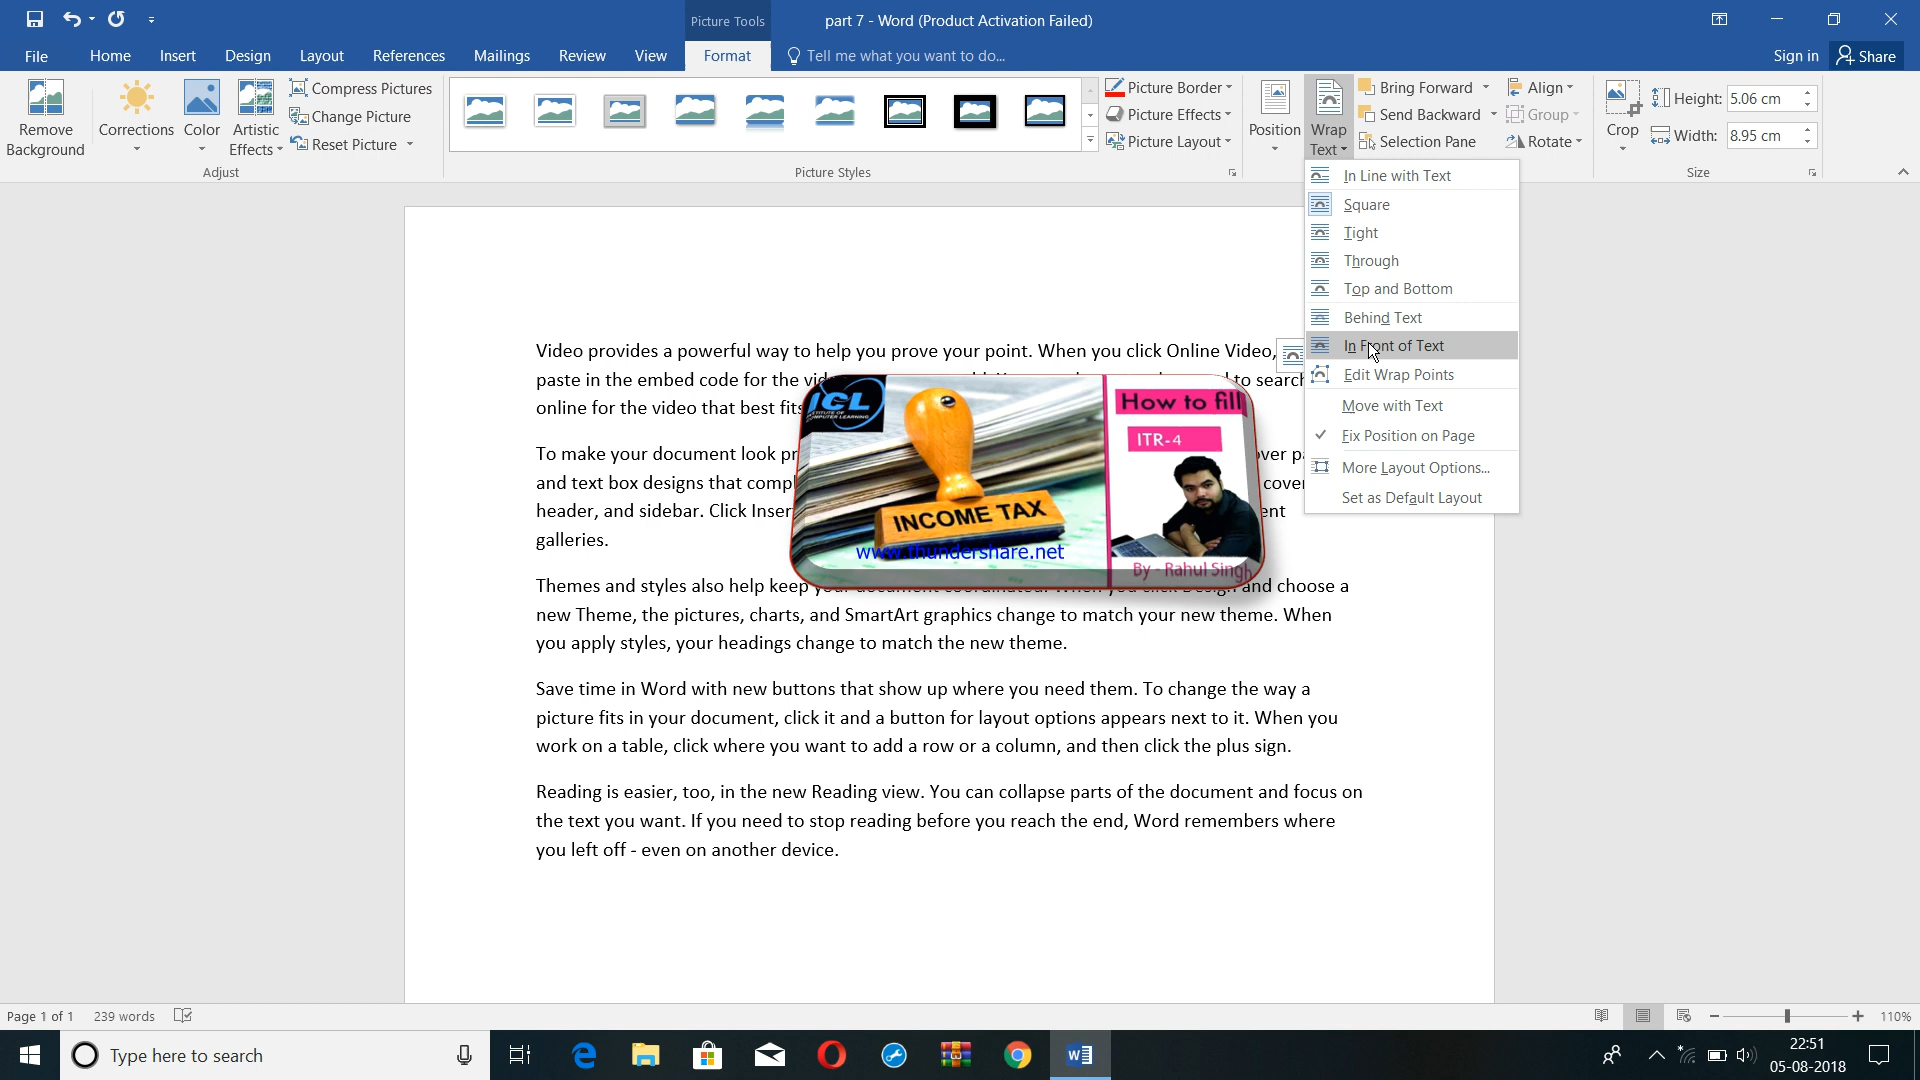 Picture Tools
part 7 - Word (Product Activation Failed)
File Home Insert Design Layout References Mailings Review View Format Tell me what you want to do... Sign in Share
Remove Background
Corrections
Color
Artistic Effects
Compress Pictures
Change Picture
Reset Picture
Adjust
Picture Styles
Picture Border
Picture Effects
Picture Layout
Position
Wrap Text
Bring Forward
Send Backward
Selection Pane
Align
Group
Rotate
Crop
Height: 5.06 cm
Width: 8.95 cm
Size
In Line with Text
Square
Tight
Through
Top and Bottom
Behind Text
In Front of Text
Edit Wrap Points
Move with Text
Fix Position on Page
More Layout Options...
Set as Default Layout
Video provides a powerful way to help you prove your point. When you click Online Video,
paste in the embed code for the to search
online for the video that best fits
To make your document look
and text box designs that cover
header, and sidebar. Click
galleries.
Themes and styles also help keep your document coordinated. When you click Design and choose a
new Theme, the pictures, charts, and SmartArt graphics change to match your new theme. When
you apply styles, your headings change to match the new theme.
Save time in Word with new buttons that show up where you need them. To change the way a
picture fits in your document, click it and a button for layout options appears next to it. When you
work on a table, click where you want to add a row or a column, and then click the plus sign.
Reading is easier, too, in the new Reading view. You can collapse parts of the document and focus on
the text you want. If you need to stop reading before you reach the end, Word remembers where
you left off - even on another device.
ICL
How to fill
ITR-4
INCOME TAX
www.thundershare.net
By - Rahul Singh
Page 1 of 1 239 words
110%
Type here to search
22:51
05-08-2018